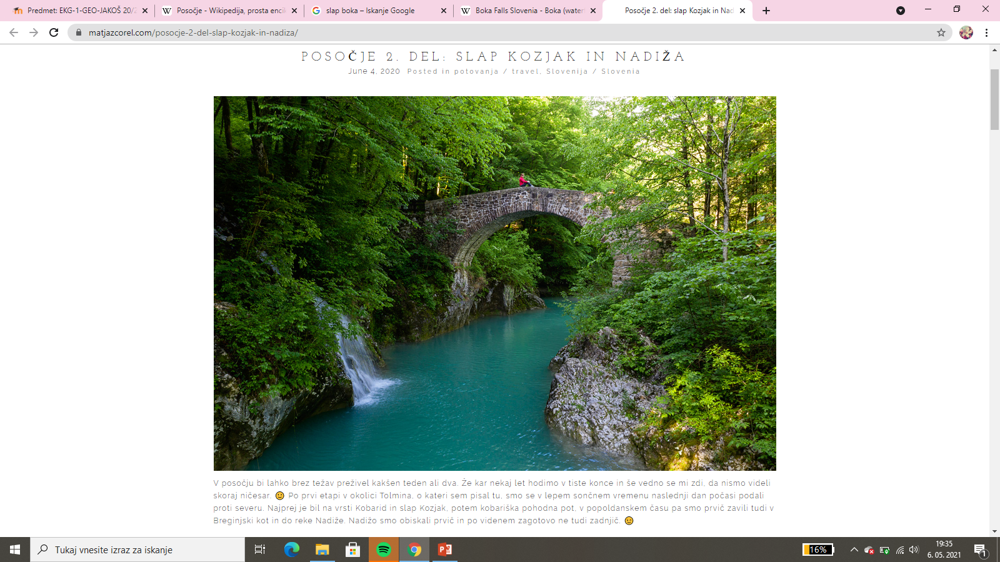 Predmet: EKG-1-GEO-JAKOŠ 20/2
Posočje - Wikipedija, prosta encik
slap boka – Iskanje Google
Boka Falls Slovenia - Boka (water
Posočje 2. del: slap Kozjak in Nad
matjazcorel.com/posocje-2-del-slap-kozjak-in-nadiza/
POSOČJE 2. DEL: SLAP KOZJAK IN NADIŽA
June 4, 2020 Posted in potovanja / travel, Slovenija / Slovenia
V posočju bi lahko brez težav preživel kakšen teden ali dva. Že kar nekaj let hodimo v tiste konce in še vedno se mi zdi, da nismo videli
skoraj ničesar. 🙂 Po prvi etapi v okolici Tolmina, o kateri sem pisal tu, smo se v lepem sončnem vremenu naslednji dan počasi podali
proti severu. Najprej je bil na vrsti Kobarid in slap Kozjak, potem kobariška pohodna pot, v popoldanskem času pa smo prvič zavili tudi v
Breginjski kot in do reke Nadiže. Nadižo smo obiskali prvič in po videnem zagotovo ne tudi zadnjič. 😉
Tukaj vnesite izraz za iskanje
16%
19:35
6. 05. 2021
1